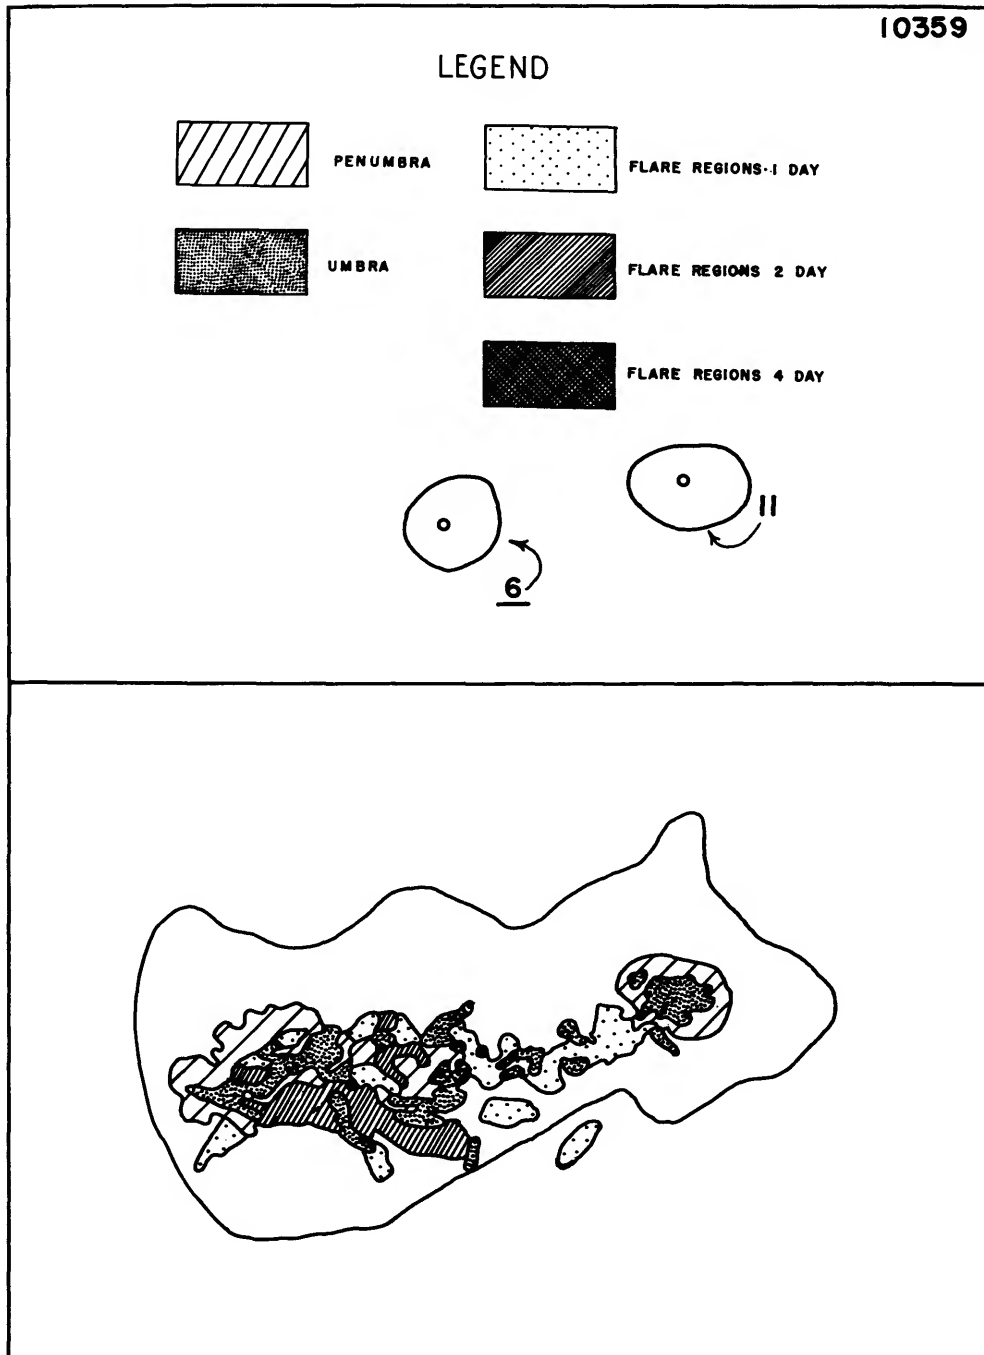 10359
LEGEND
PENUMBRA
FLARE REGIONS·1 DAY
UMBRA
FLARE REGIONS 2 DAY
FLARE REGIONS 4 DAY
11
6